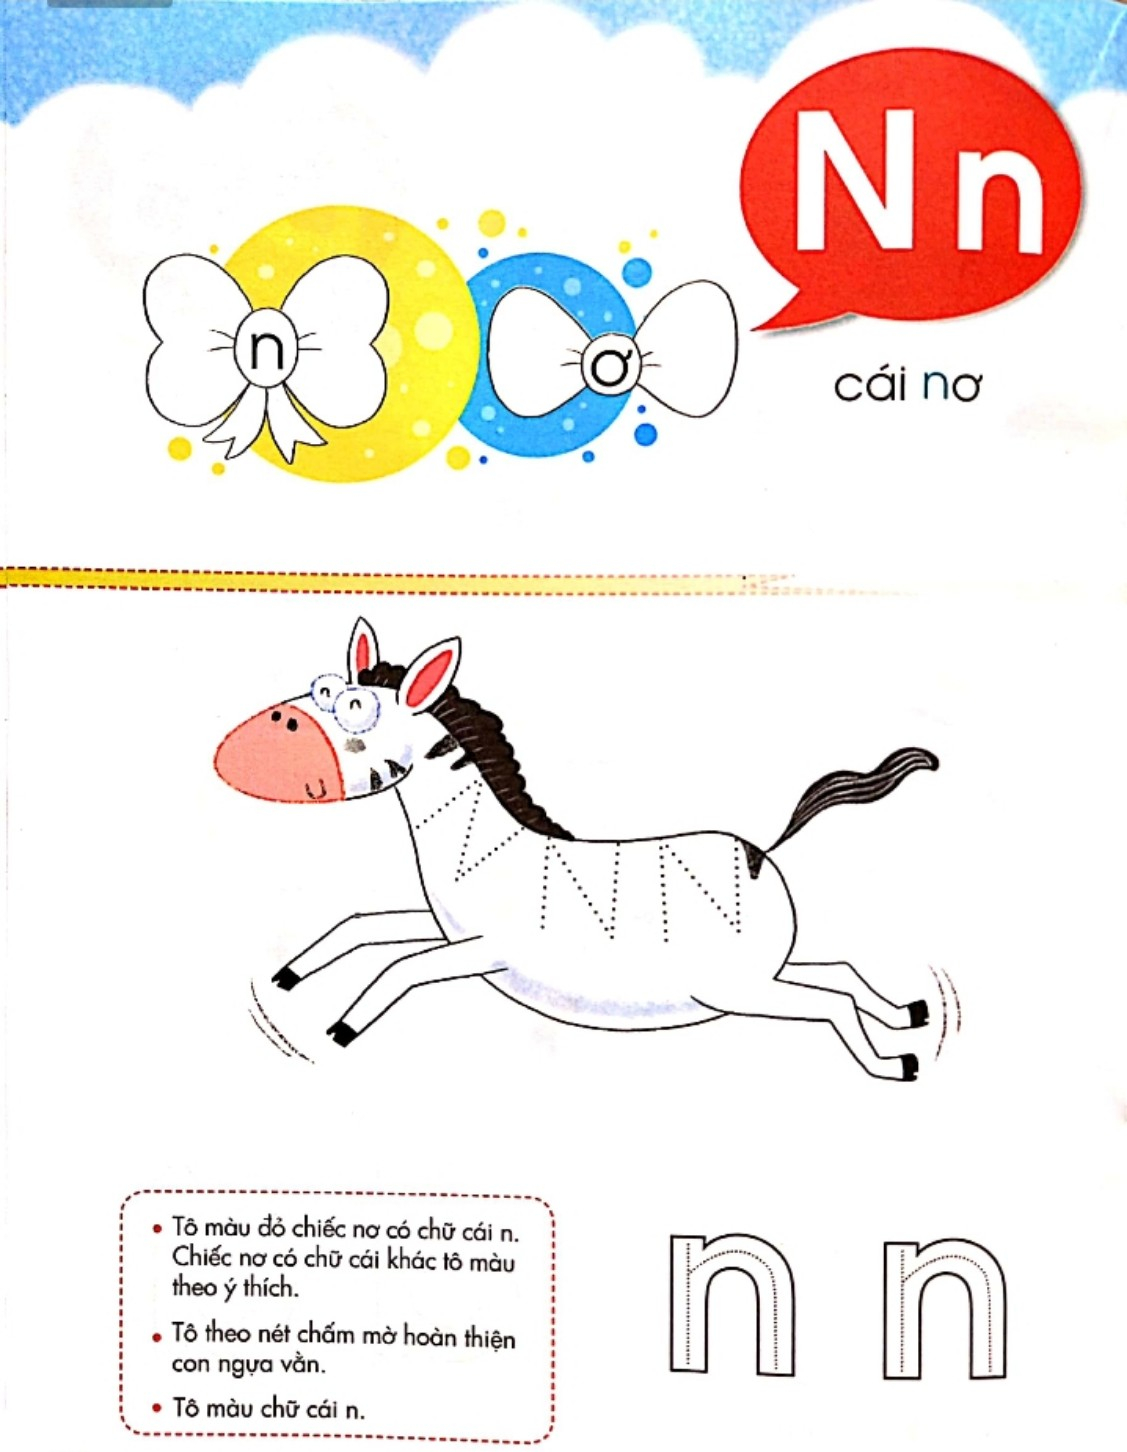 N n
n
ơ
cái nơ
• Tô màu đỏ chiếc nơ có chữ cái n.
Chiếc nơ có chữ cái khác tô màu
theo ý thích.
• Tô theo nét chấm mờ hoàn thiện
con ngựa vằn.
• Tô màu chữ cái n.
n n